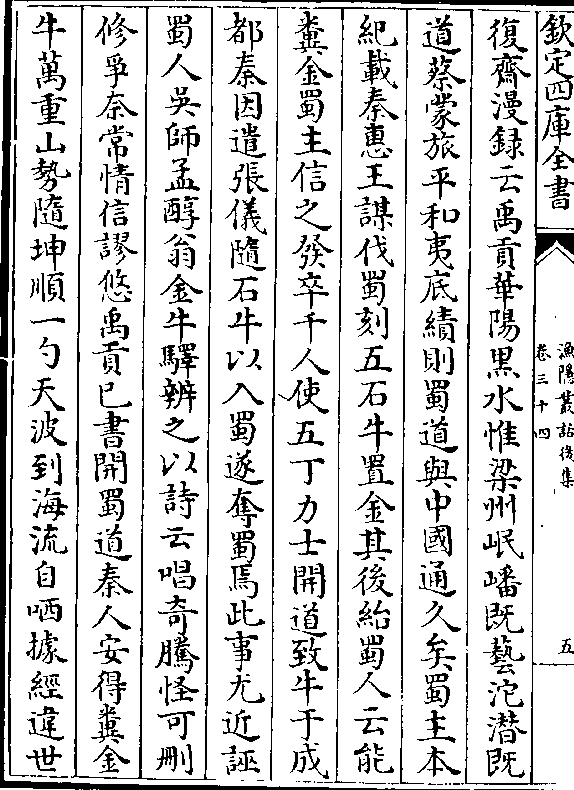 欽定四庫全書
漁隱叢話後集
卷三十四
五
復齋漫録云禹貢華陽黑水惟梁州岷嶓既藝沱潛既
道蔡蒙旅平和夷底績則蜀道與中國通久矣蜀主本
紀載秦惠王謀伐蜀刻五石牛置金其後紿蜀人云能
糞金蜀主信之發卒千人使五丁力士開道致牛于成
都秦因遣張儀隨石牛以入蜀遂奪蜀焉此事尤近誣
蜀人吳師孟醇翁金牛驛辨之以詩云唱奇騰怪可刪
修爭奈常情信謬悠禹貢已書開蜀道秦人安得糞金
牛萬重山勢隨坤順一勺天波到海流自哂據經違世